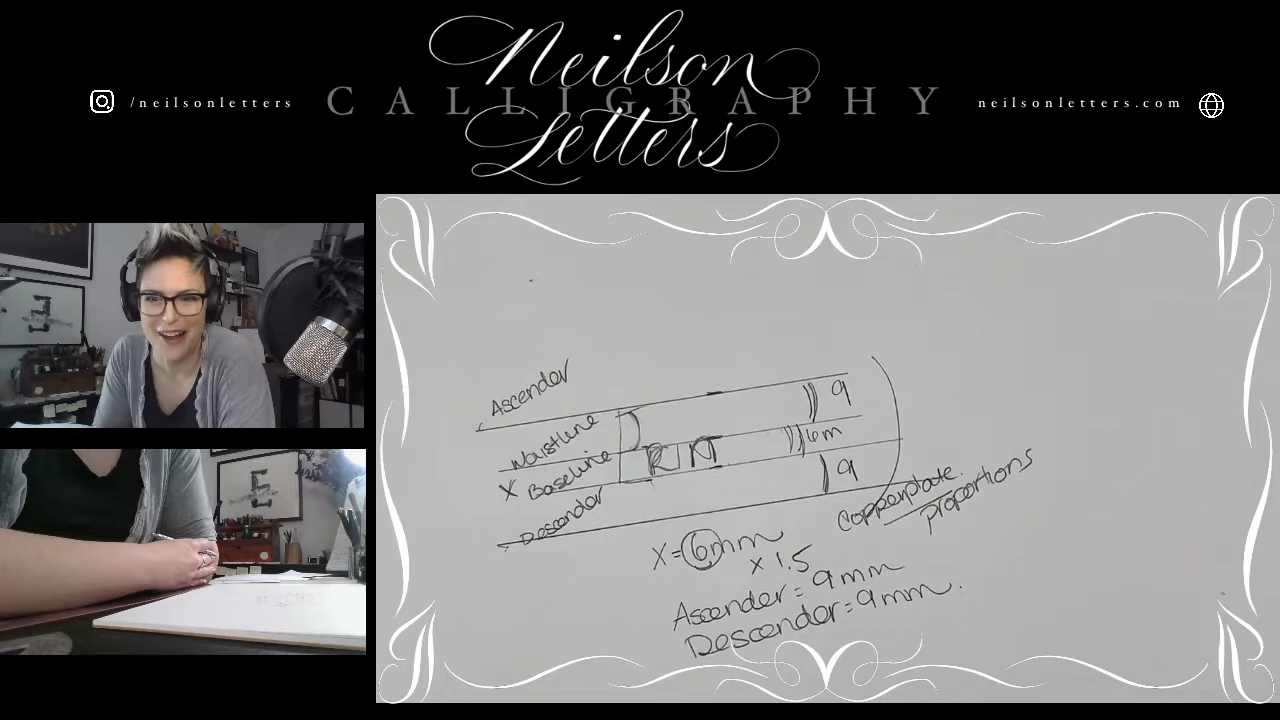 Neilson
CALLIGRAPHY
Letters
/neilsonletters
neilsonletters.com
Ascender
Waistline
X Baseline
Descender
9
6m
9
Copperplate
proportions
X=6mm
x 1.5
Ascender=9mm
Descender=9mm.